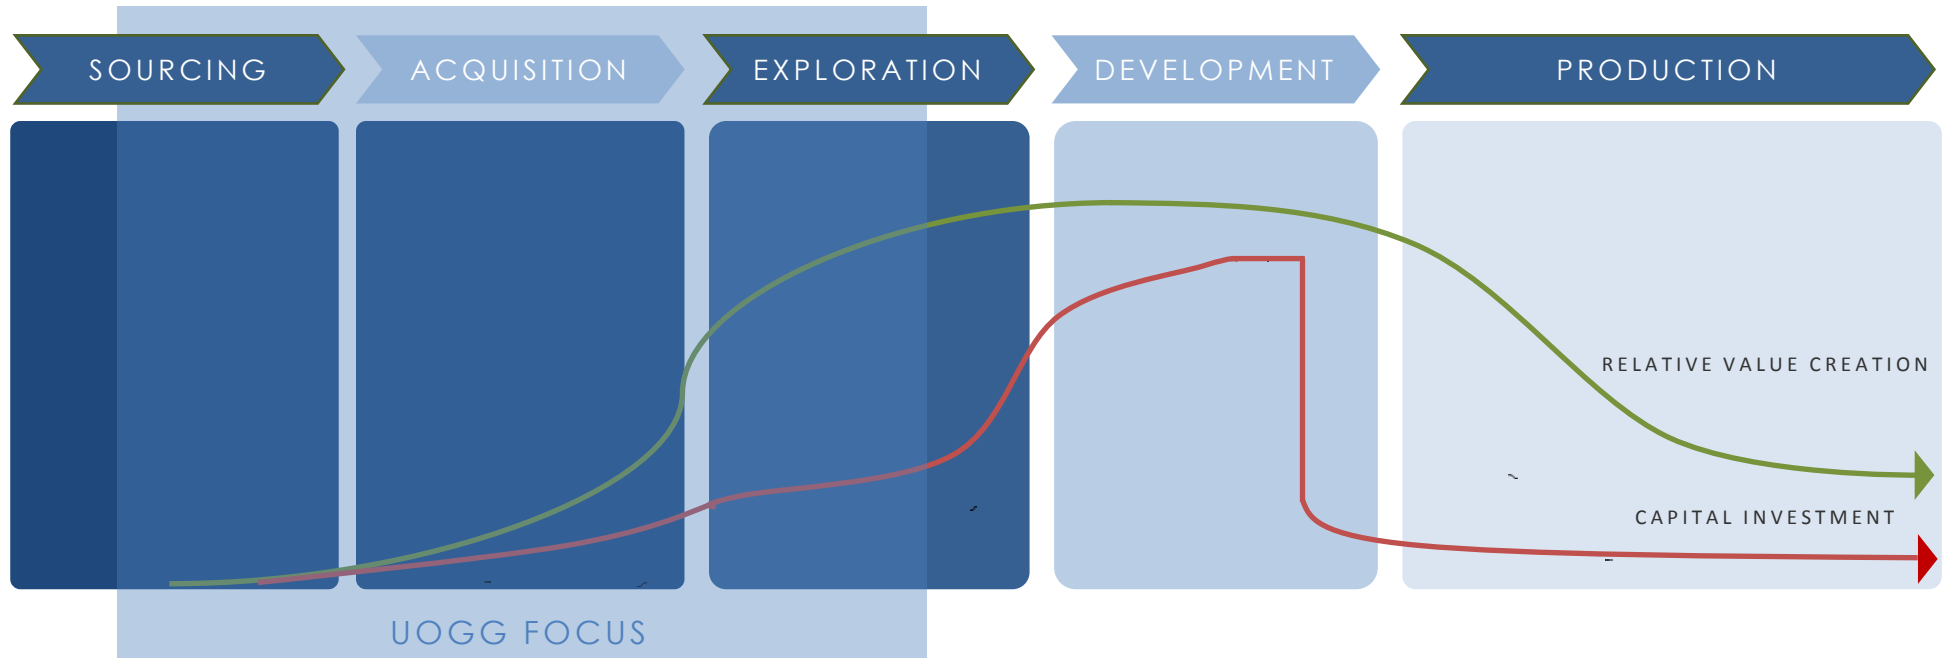 SOURCING
ACQUISITION
EXPLORATION
DEVELOPMENT
PRODUCTION
RELATIVE VALUE CREATION
CAPITAL INVESTMENT
UOGG FOCUS